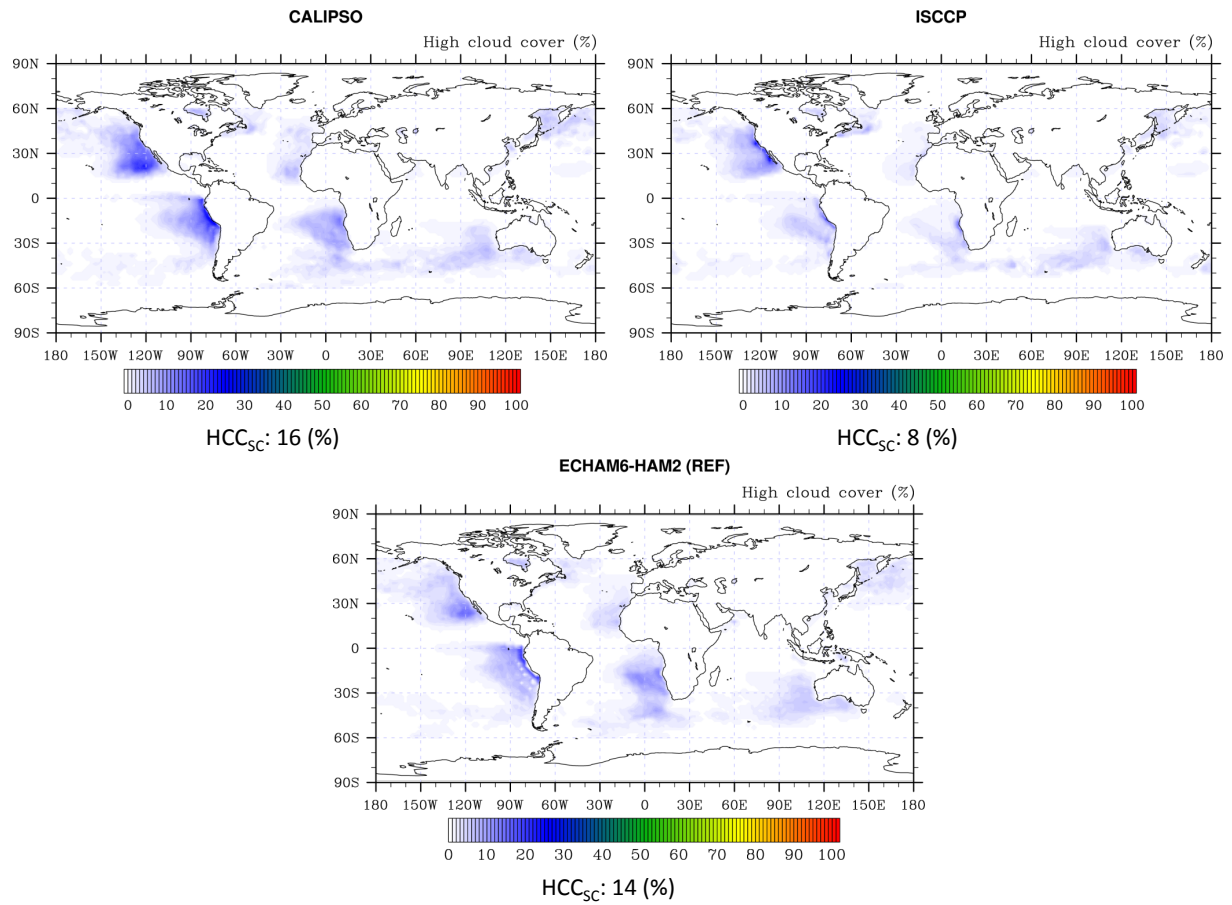 CALIPSO
High cloud cover (%)
90N
60N
30N
0
30S
60S
90S
180 150W 120W 90W 60W 30W 0 30E 60E 90E 120E 150E 180
0 10 20 30 40 50 60 70 80 90 100
HCC_SC: 16 (%)
ISCCP
High cloud cover (%)
90N
60N
30N
0
30S
60S
90S
180 150W 120W 90W 60W 30W 0 30E 60E 90E 120E 150E 180
0 10 20 30 40 50 60 70 80 90 100
HCC_SC: 8 (%)
ECHAM6-HAM2 (REF)
High cloud cover (%)
90N
60N
30N
0
30S
60S
90S
180 150W 120W 90W 60W 30W 0 30E 60E 90E 120E 150E 180
0 10 20 30 40 50 60 70 80 90 100
HCC_SC: 14 (%)